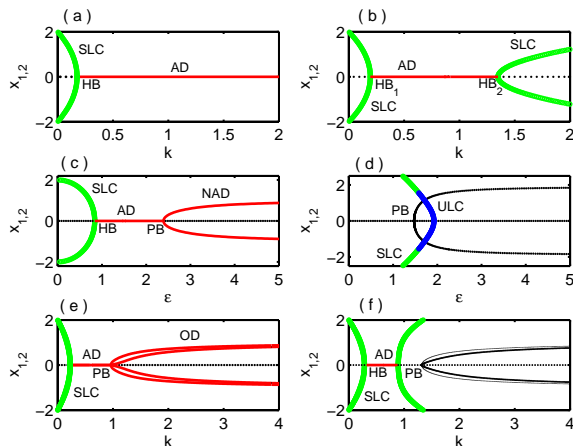 ( a )
SLC
AD
HB
2
0
−2
x1,2
0 0.5 1 1.5 2
k
( b )
SLC
AD
HB1
HB2
SLC
2
0
−2
x1,2
0 0.5 1 1.5 2
k
( c )
SLC
NAD
AD
HB
PB
2
0
−2
x1,2
0 1 2 3 4 5
ε
( d )
PB
ULC
SLC
2
0
−2
x1,2
0 1 2 3 4 5
ε
( e )
OD
AD
PB
SLC
2
0
−2
x1,2
0 1 2 3 4
k
( f )
AD
HB
PB
SLC
2
0
−2
x1,2
0 1 2 3 4
k